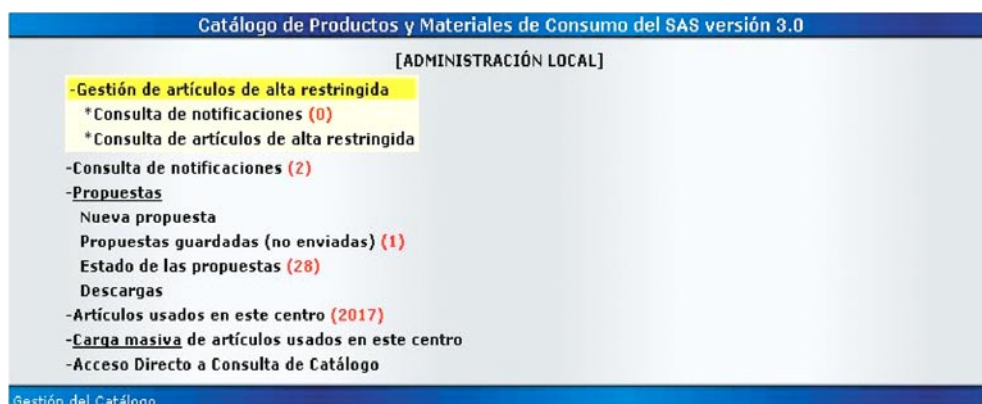 Catálogo de Productos y Materiales de Consumo del SAS versión 3.0
[ADMINISTRACIÓN LOCAL]
-Gestión de artículos de alta restringida
*Consulta de notificaciones (0)
*Consulta de artículos de alta restringida
-Consulta de notificaciones (2)
-Propuestas
Nueva propuesta
Propuestas guardadas (no enviadas) (1)
Estado de las propuestas (28)
Descargas
-Artículos usados en este centro (2017)
-Carga masiva de artículos usados en este centro
-Acceso Directo a Consulta de Catálogo
Gestión del Catálogo